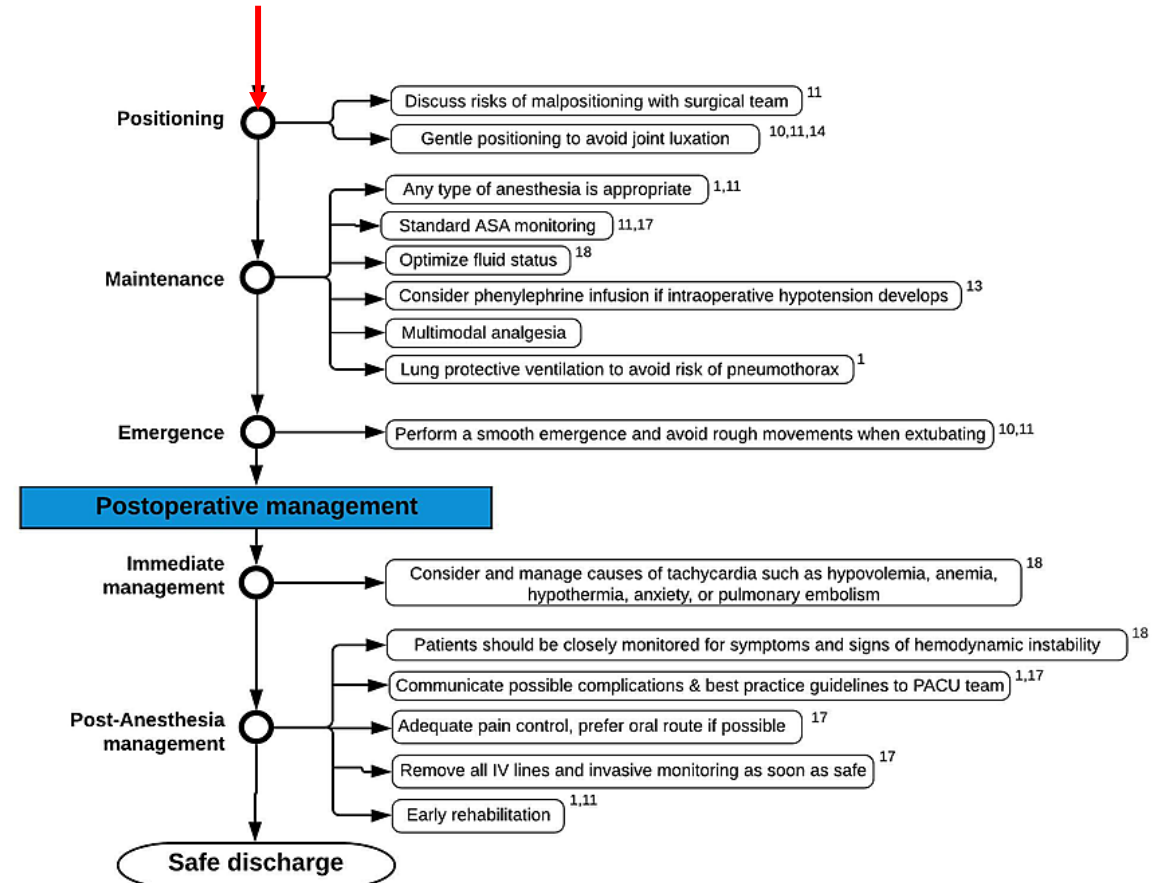 Positioning
Discuss risks of malpositioning with surgical team 11
Gentle positioning to avoid joint luxation 10,11,14
Maintenance
Any type of anesthesia is appropriate 1,11
Standard ASA monitoring 11,17
Optimize fluid status 18
Consider phenylephrine infusion if intraoperative hypotension develops 13
Multimodal analgesia
Lung protective ventilation to avoid risk of pneumothorax 1
Emergence
Perform a smooth emergence and avoid rough movements when extubating 10,11
Postoperative management
Immediate
management
Consider and manage causes of tachycardia such as hypovolemia, anemia, 18
hypothermia, anxiety, or pulmonary embolism
Post-Anesthesia
management
Patients should be closely monitored for symptoms and signs of hemodynamic instability 18
Communicate possible complications & best practice guidelines to PACU team 1,17
Adequate pain control, prefer oral route if possible 17
Remove all IV lines and invasive monitoring as soon as safe 17
Early rehabilitation 1,11
Safe discharge